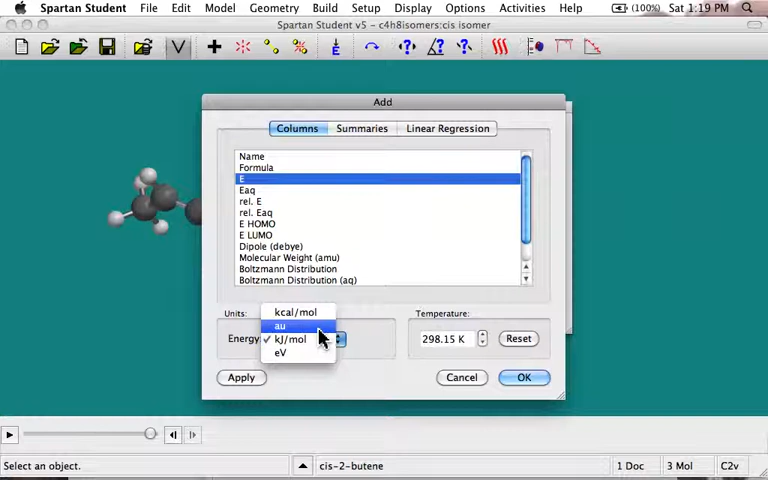 Spartan Student File Edit Model Geometry Build Setup Display Options Activities Help (100%) Sat 1:19 PM
Spartan Student v5 - c4h8isomers:cis isomer
V E
Add
Columns Summaries Linear Regression
Name
Formula
E
Eaq
rel. E
rel. Eaq
E HOMO
E LUMO
Dipole (debye)
Molecular Weight (amu)
Boltzmann Distribution
Boltzmann Distribution (aq)
Units: Temperature:
kcal/mol
au
Energy: ✓ kJ/mol 298.15 K Reset
eV
Apply Cancel OK
Select an object. cis-2-butene 1 Doc 3 Mol C2v